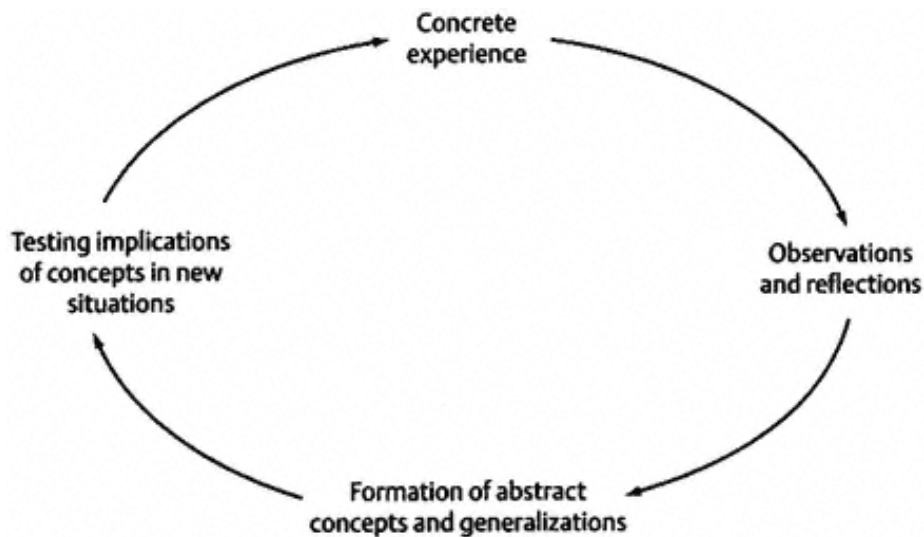 Concrete
experience
Observations
and reflections
Formation of abstract
concepts and generalizations
Testing implications
of concepts in new
situations